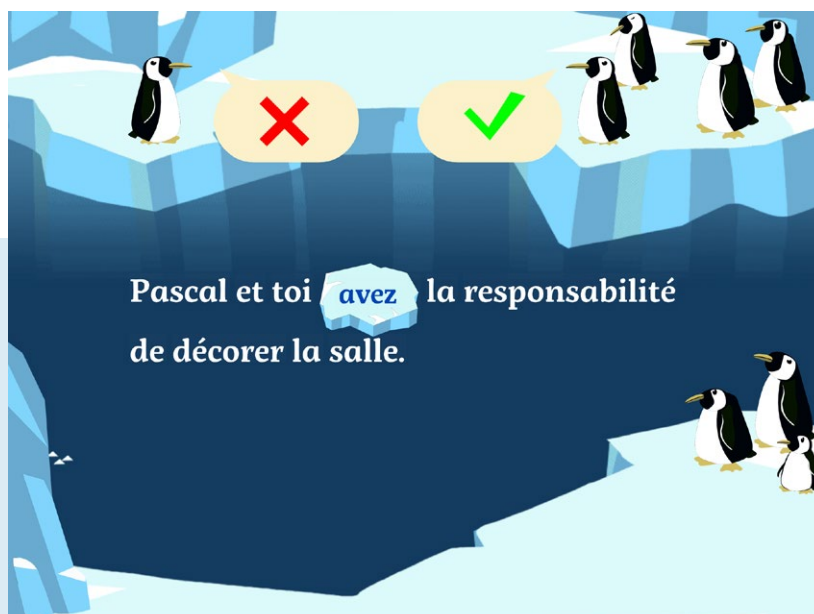 Pascal et toi avez la responsabilité
de décorer la salle.